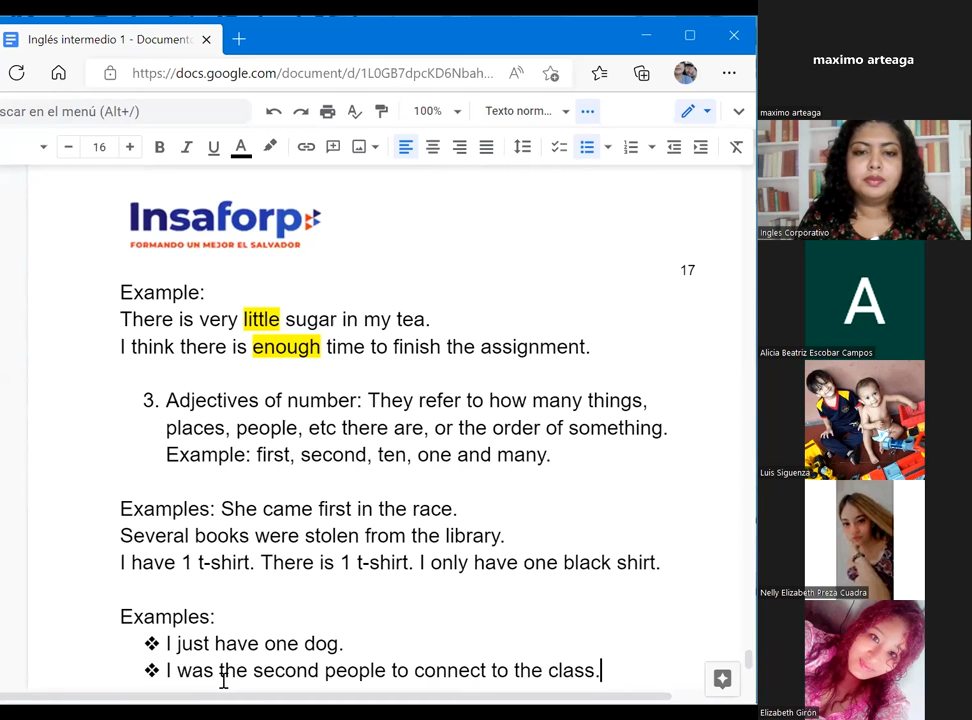 Inglés intermedio 1 - Documento
https://docs.google.com/document/d/1L0GB7dpcKD6Nbah...
scar en el menú (Alt+/)
100%
Texto norm...
16
B I U A
Insaforp
FORMANDO UN MEJOR EL SALVADOR
17
Example:
There is very little sugar in my tea.
I think there is enough time to finish the assignment.
3. Adjectives of number: They refer to how many things,
places, people, etc there are, or the order of something.
Example: first, second, ten, one and many.
Examples: She came first in the race.
Several books were stolen from the library.
I have 1 t-shirt. There is 1 t-shirt. I only have one black shirt.
Examples:
❖ I just have one dog.
❖ I was the second people to connect to the class.
maximo arteaga
maximo arteaga
Ingles Corporativo
A
Alicia Beatriz Escobar Campos
Luis Siguenza
Nelly Elizabeth Preza Cuadra
Elizabeth Girón